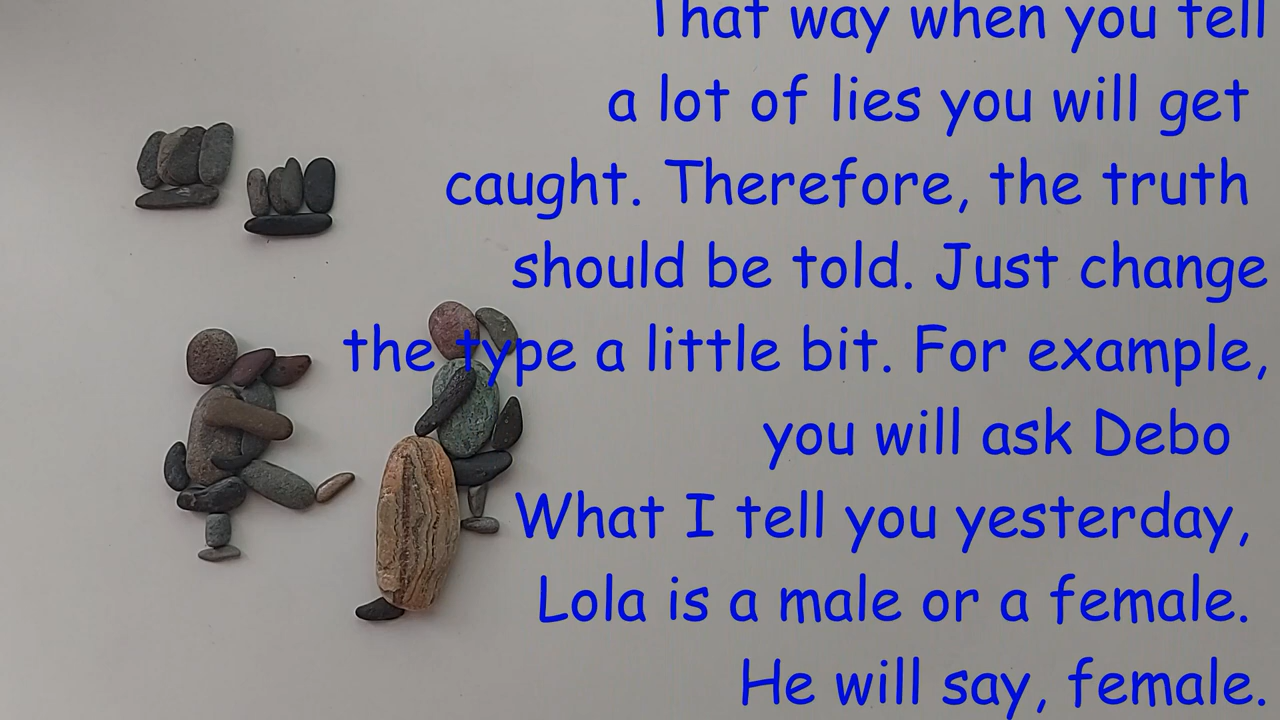 That way when you tell
a lot of lies you will get
caught. Therefore, the truth
should be told. Just change
the type a little bit. For example,
you will ask Debo
What I tell you yesterday,
Lola is a male or a female.
He will say, female.